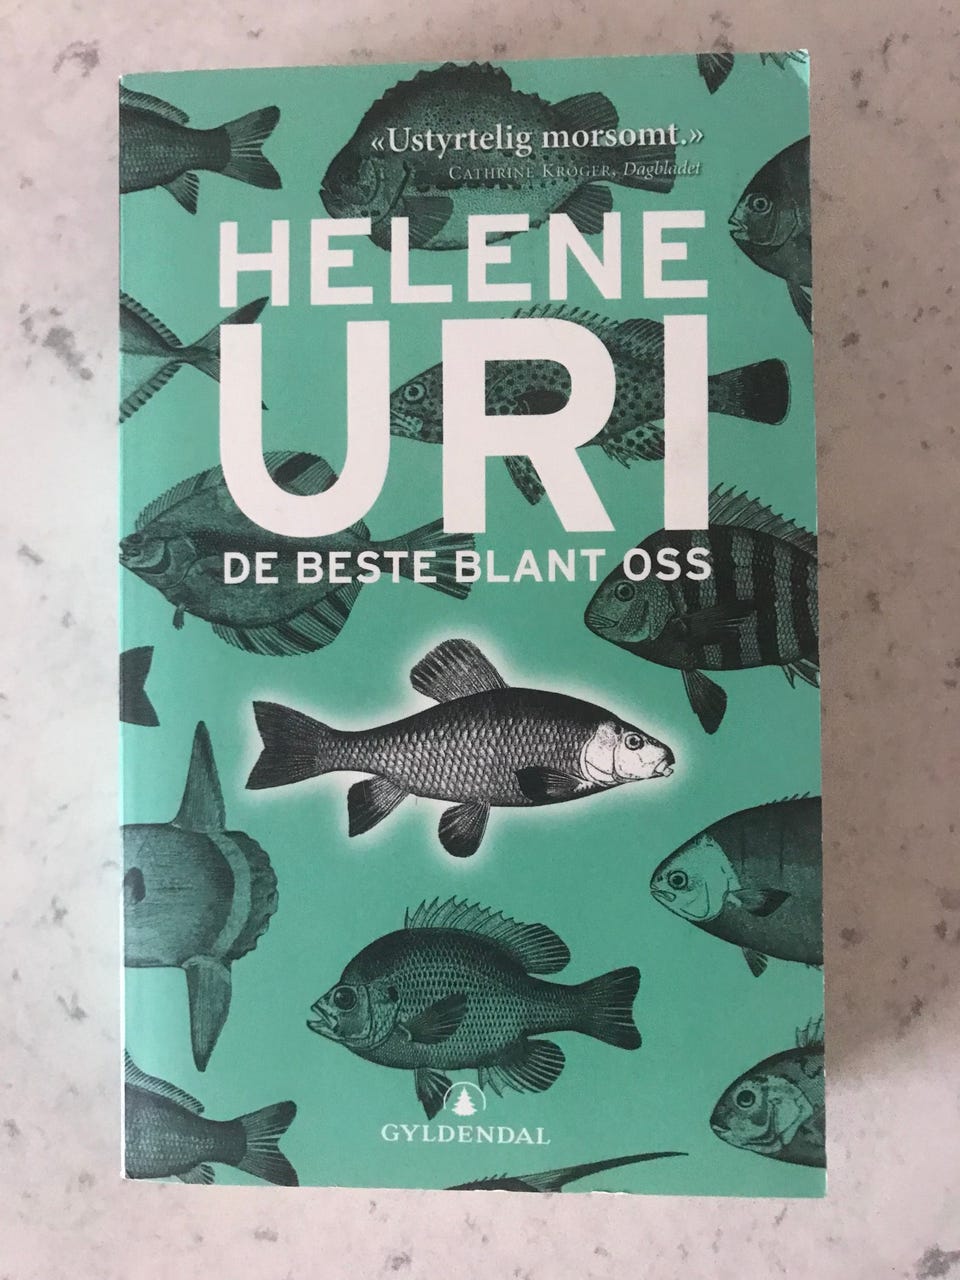 «Ustyrtelig morsomt.»
CATHRINE KRØGER, Dagbladet
HELENE
URI
DE BESTE BLANT OSS
GYLDENDAL